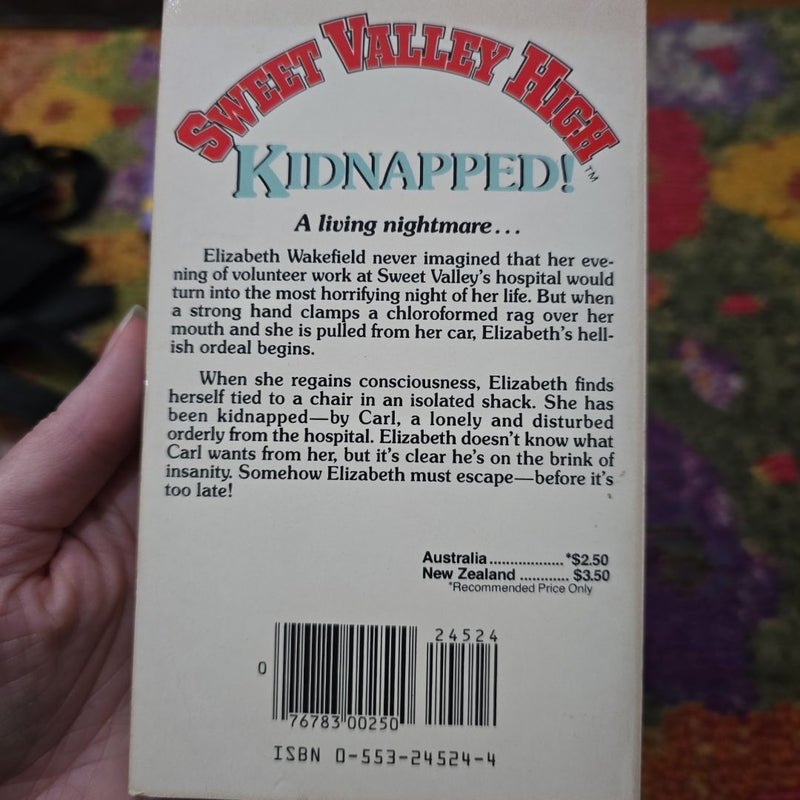 SWEET VALLEY HIGH™
KIDNAPPED!
A living nightmare...
Elizabeth Wakefield never imagined that her eve-
ning of volunteer work at Sweet Valley's hospital would
turn into the most horrifying night of her life. But when
a strong hand clamps a chloroformed rag over her
mouth and she is pulled from her car, Elizabeth's hell-
ish ordeal begins.
When she regains consciousness, Elizabeth finds
herself tied to a chair in an isolated shack. She has
been kidnapped—by Carl, a lonely and disturbed
orderly from the hospital. Elizabeth doesn't know what
Carl wants from her, but it's clear he's on the brink of
insanity. Somehow Elizabeth must escape—before it's
too late!
Australia.................. *$2.50
New Zealand ............ $3.50
*Recommended Price Only
24524
0
76783 00250
ISBN 0-553-24524-4